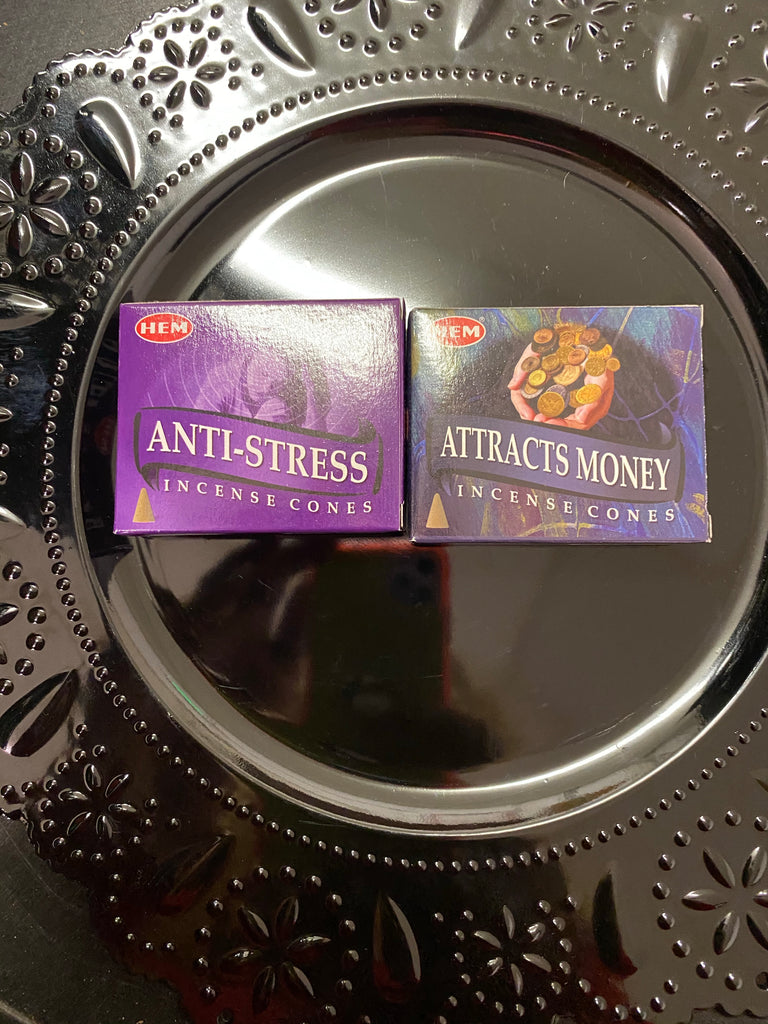 HEM
ANTI-STRESS
INCENSE CONES
HEM
ATTRACTS MONEY
INCENSE CONES